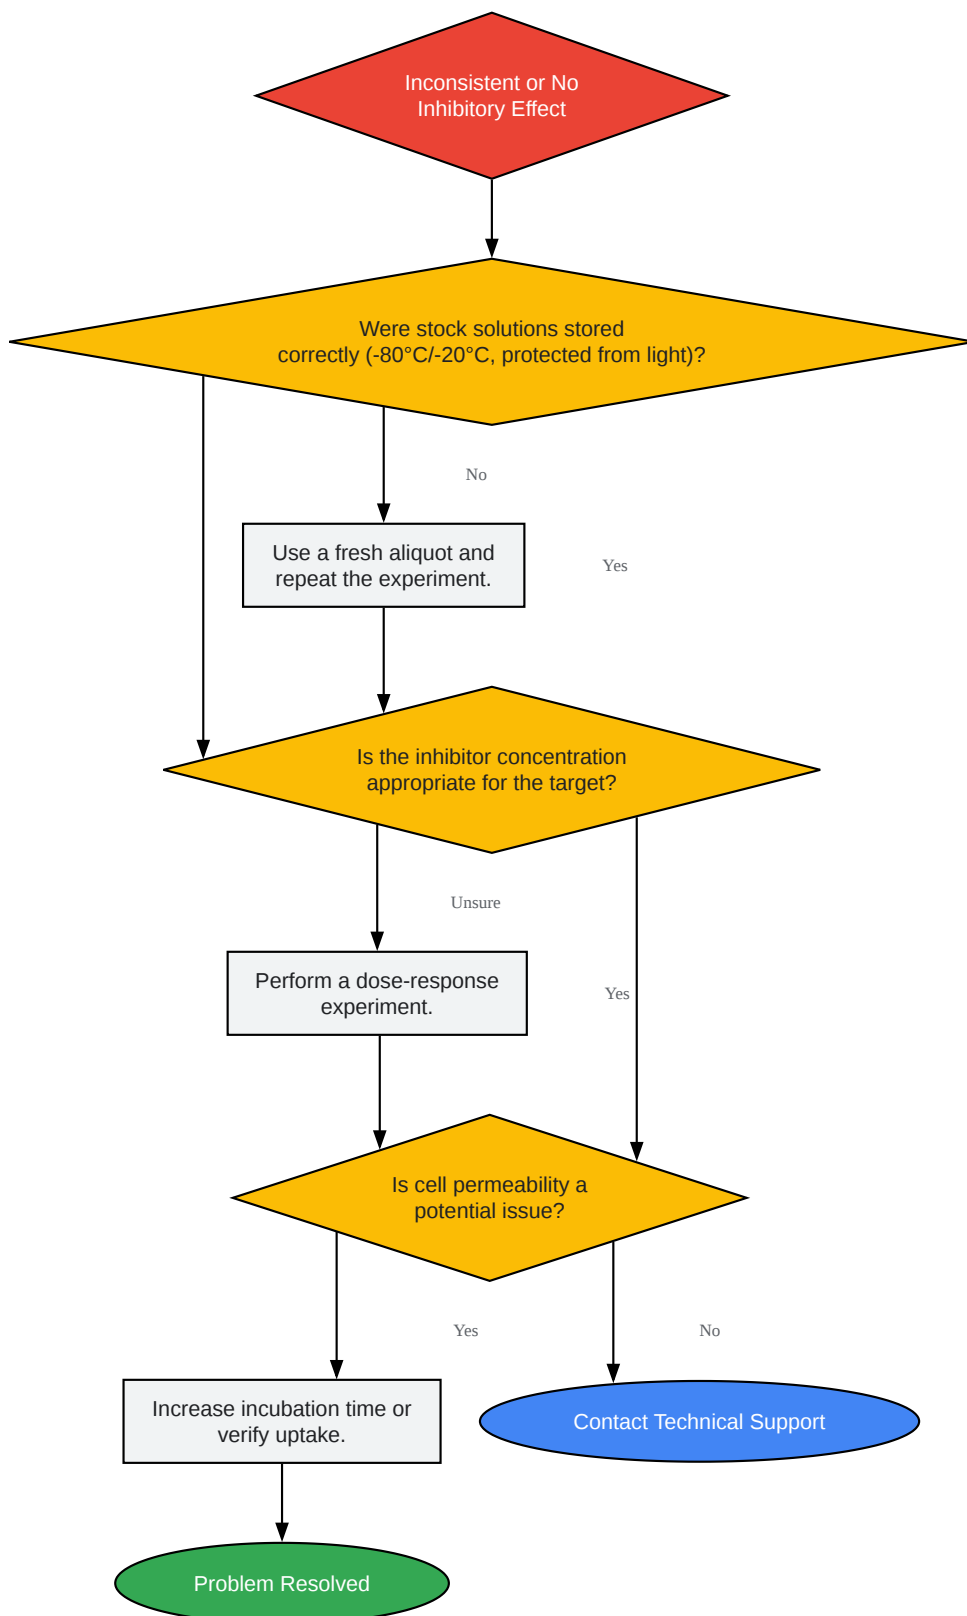 Inconsistent or No
Inhibitory Effect
Were stock solutions stored
correctly (-80°C/-20°C, protected from light)?
No
Use a fresh aliquot and
repeat the experiment.
Yes
Is the inhibitor concentration
appropriate for the target?
Unsure
Perform a dose-response
experiment.
Yes
Is cell permeability a
potential issue?
Yes
No
Increase incubation time or
verify uptake.
Contact Technical Support
Problem Resolved